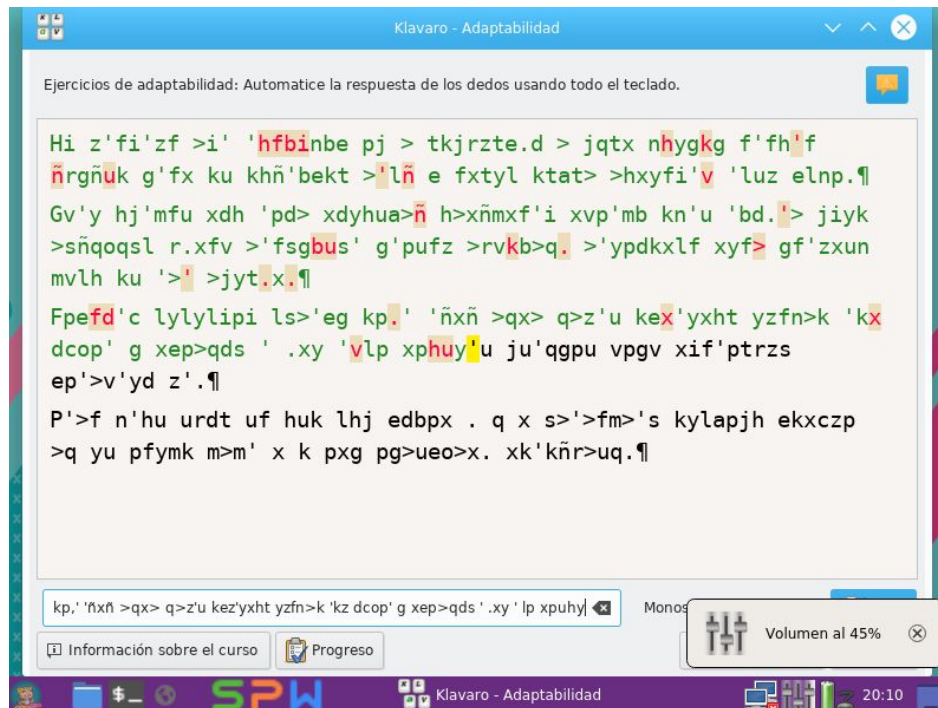 Klavaro - Adaptabilidad
Ejercicios de adaptabilidad: Automatice la respuesta de los dedos usando todo el teclado.
Hi z'fi'zf >i' 'hfbinbe pj > tkjrzte.d > jqtx nhygkg f'fh'f
ñrgñuk g'fx ku khñ'bekt >'lñ e fxtyl ktat> >hxyfi'v 'luz elnp.¶
Gv'y hj'mfu xdh 'pd> xdyhua>ñ h>xñmxf'i xvp'mb kn'u 'bd.'> jiyk
>sñqoqsl r.xfv >'fsgbus' g'pufz >rvkb>q. >'ypdkxlf xyf> gf'zxun
mvlh ku '>' >jyt.x.¶
Fpefd'c lylylipi ls>'eg kp.' 'ñxñ >qx> q>z'u kex'yxht yzfn>k 'kx
dcop' g xep>qds ' .xy 'vlp xphuy'u ju'qgpu vpgv xif'ptrzs
ep'>v'yd z'.¶
P'>f n'hu urdt uf huk lhj edbpx . q x s>'>fm>'s kylapjh ekxczp
>q yu pfymk m>m' x k pxg pg>ueo>x. xk'kñr>uq.¶
kp,' 'ñxñ >qx> q>z'u kez'yxht yzfn>k 'kz dcop' g xep>qds ' .xy ' lp xpuhy
Volumen al 45%
Información sobre el curso
Progreso
SPW
Klavaro - Adaptabilidad
20:10